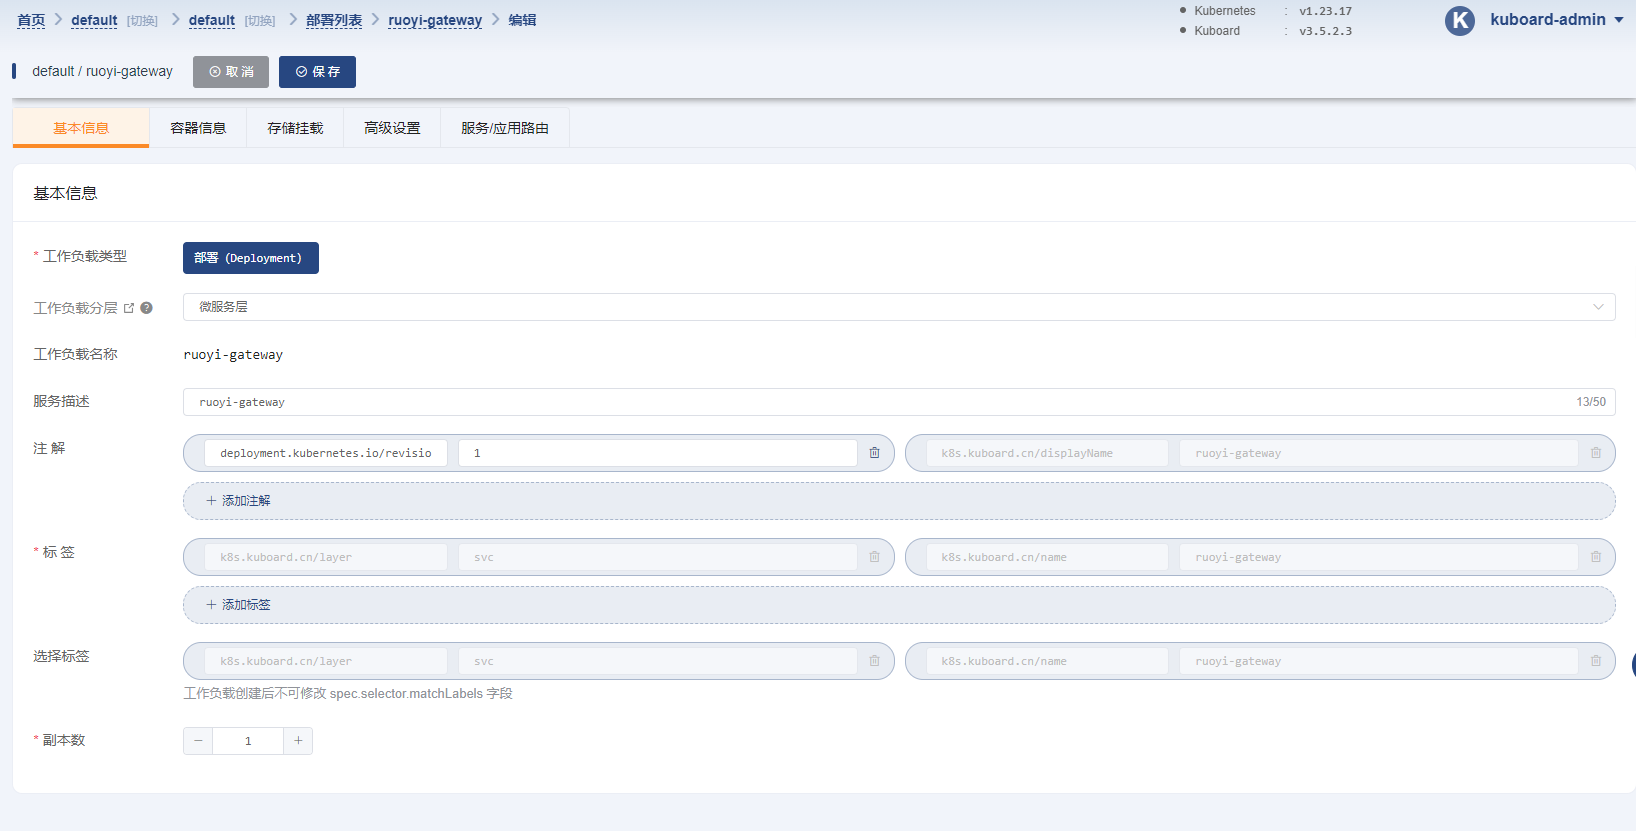 首页 > default [切换] > default [切换] > 部署列表 > ruoyi-gateway > 编辑
Kubernetes : v1.23.17
Kuboard : v3.5.2.3
K kuboard-admin
default / ruoyi-gateway 取 消 保 存
基本信息 容器信息 存储挂载 高级设置 服务/应用路由
基本信息
* 工作负载类型 部署 (Deployment)
工作负载分层 ? 微服务层
工作负载名称 ruoyi-gateway
服务描述 ruoyi-gateway 13/50
注 解 deployment.kubernetes.io/revisio 1 k8s.kuboard.cn/displayName ruoyi-gateway
+ 添加注解
* 标 签 k8s.kuboard.cn/layer svc k8s.kuboard.cn/name ruoyi-gateway
+ 添加标签
选择标签 k8s.kuboard.cn/layer svc k8s.kuboard.cn/name ruoyi-gateway
工作负载创建后不可修改 spec.selector.matchLabels 字段
* 副本数 − 1 +